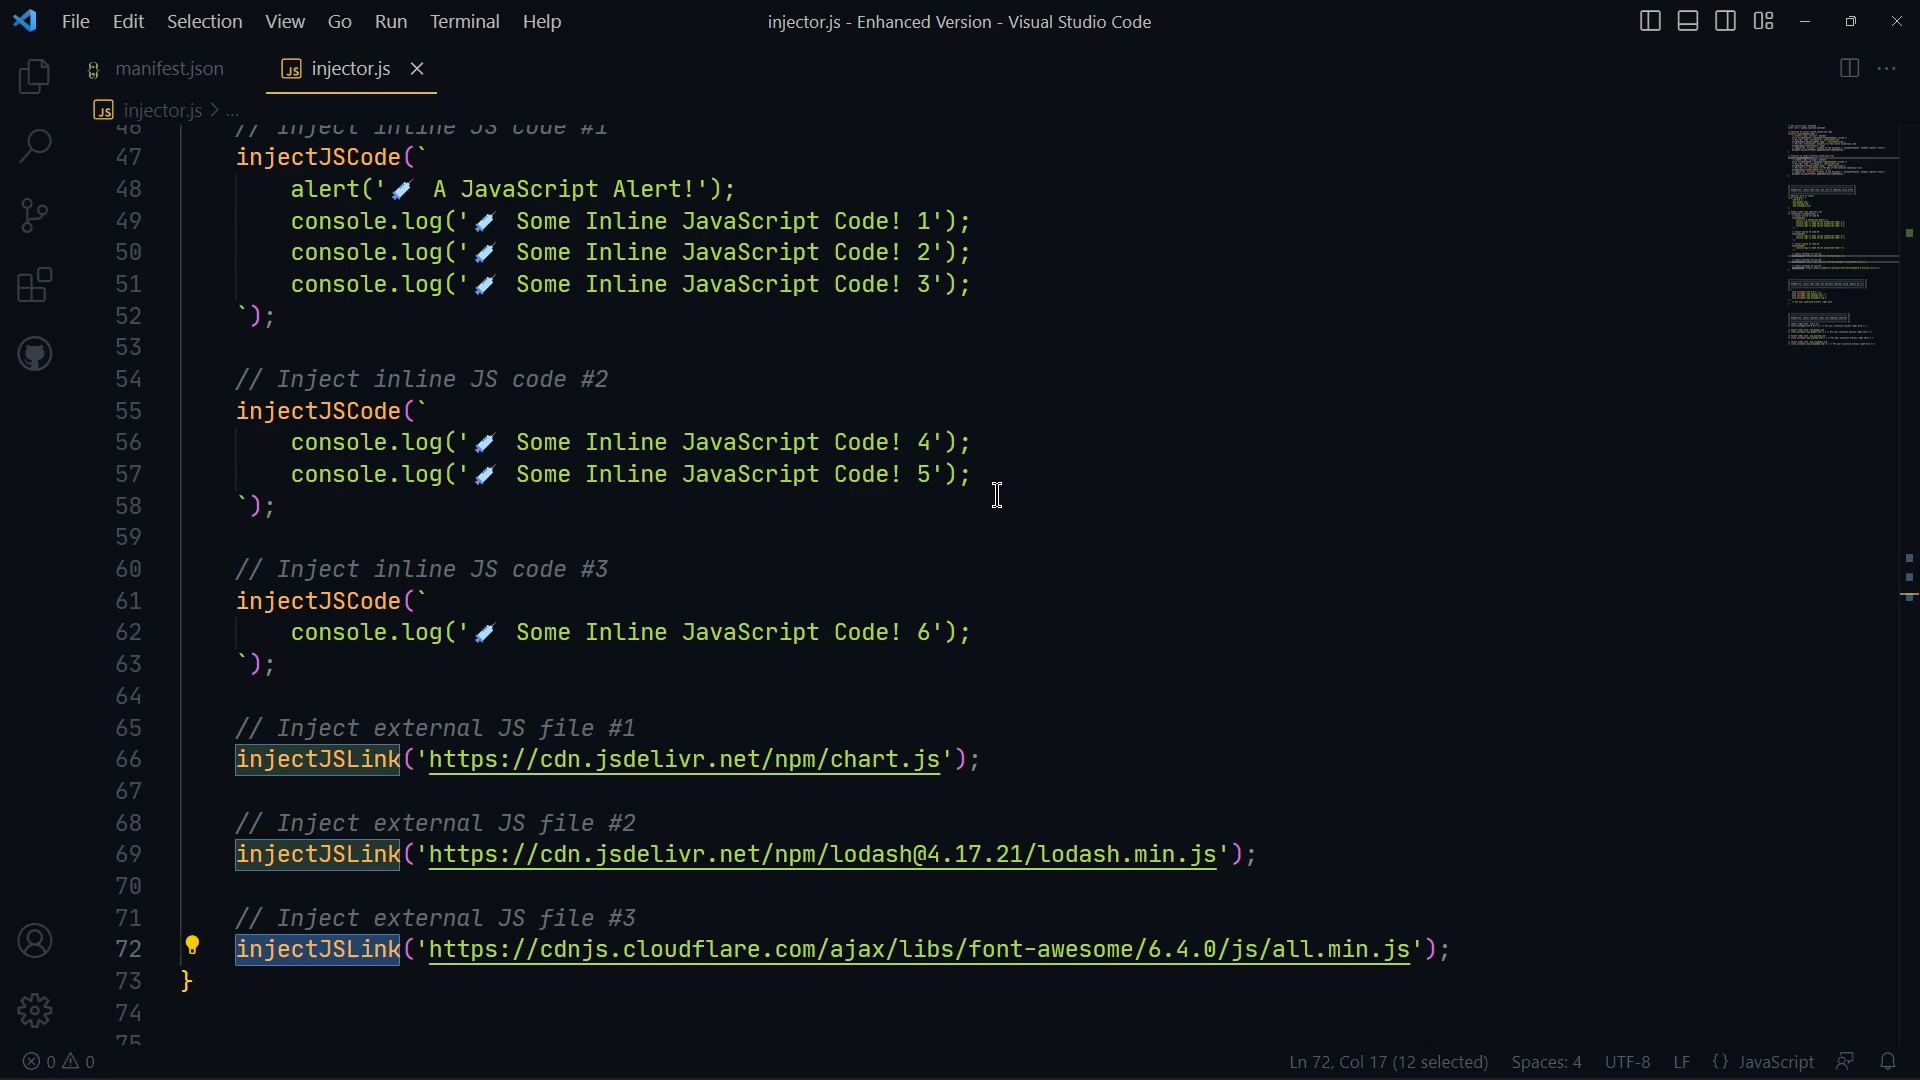 File Edit Selection View Go Run Terminal Help
injector.js - Enhanced Version - Visual Studio Code
manifest.json
JS injector.js
JS injector.js > ...
46 // Inject inline JS code #1
47 injectJSCode(`
48 alert('💉 A JavaScript Alert!');
49 console.log('💉 Some Inline JavaScript Code! 1');
50 console.log('💉 Some Inline JavaScript Code! 2');
51 console.log('💉 Some Inline JavaScript Code! 3');
52 `);
53
54 // Inject inline JS code #2
55 injectJSCode(`
56 console.log('💉 Some Inline JavaScript Code! 4');
57 console.log('💉 Some Inline JavaScript Code! 5');
58 `);
59
60 // Inject inline JS code #3
61 injectJSCode(`
62 console.log('💉 Some Inline JavaScript Code! 6');
63 `);
64
65 // Inject external JS file #1
66 injectJSLink('https://cdn.jsdelivr.net/npm/chart.js');
67
68 // Inject external JS file #2
69 injectJSLink('https://cdn.jsdelivr.net/npm/lodash@4.17.21/lodash.min.js');
70
71 // Inject external JS file #3
72 injectJSLink('https://cdnjs.cloudflare.com/ajax/libs/font-awesome/6.4.0/js/all.min.js');
73 }
74
75
0 0
Ln 72, Col 17 (12 selected) Spaces: 4 UTF-8 LF {} JavaScript